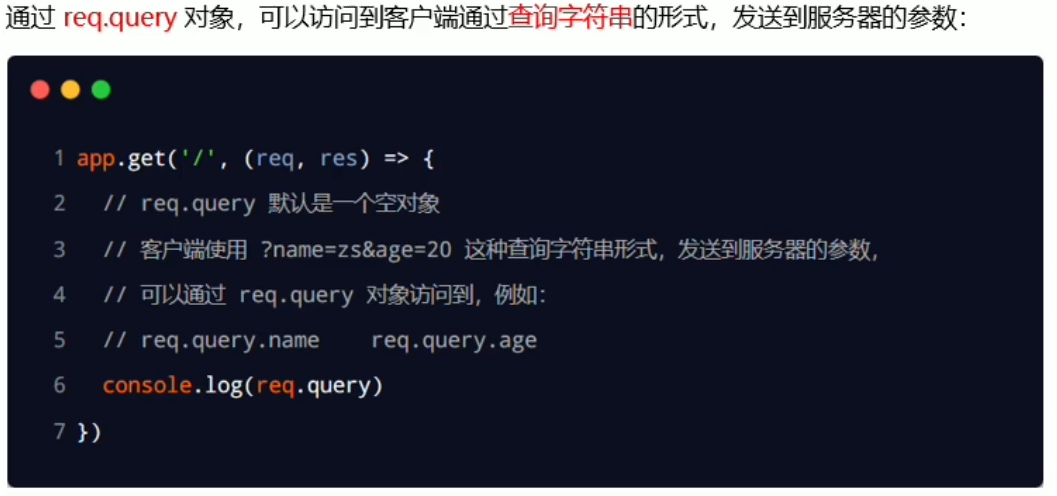 通过 req.query 对象，可以访问到客户端通过查询字符串的形式，发送到服务器的参数：
1 app.get('/', (req, res) => {
2   // req.query 默认是一个空对象
3   // 客户端使用 ?name=zs&age=20 这种查询字符串形式，发送到服务器的参数，
4   // 可以通过 req.query 对象访问到，例如：
5   // req.query.name    req.query.age
6   console.log(req.query)
7 })